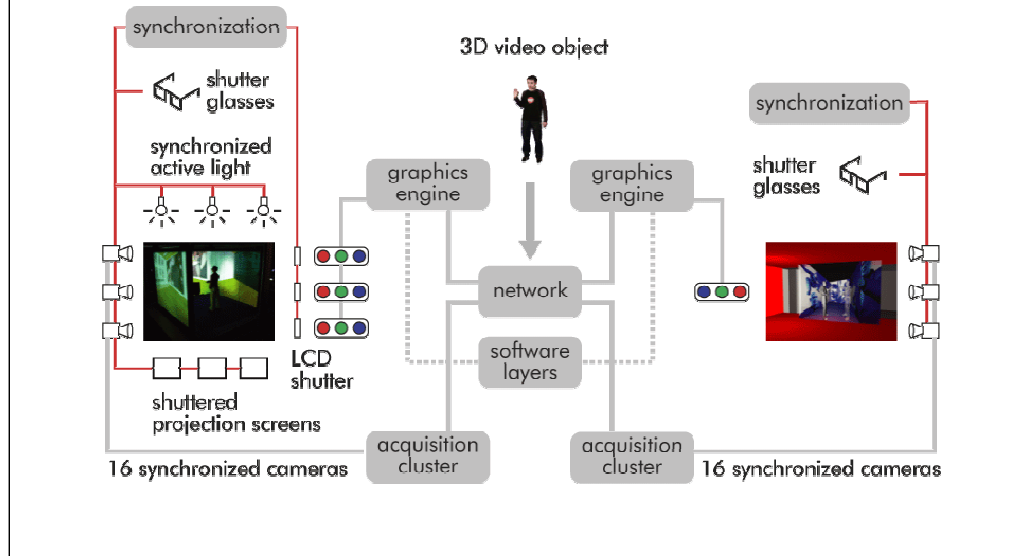 synchronization
3D video object
shutter
glasses
synchronization
synchronized
active light
graphics
engine
graphics
engine
shutter
glasses
network
LCD
shutter
software
layers
shuttered
projection screens
acquisition
cluster
acquisition
cluster
16 synchronized cameras
16 synchronized cameras